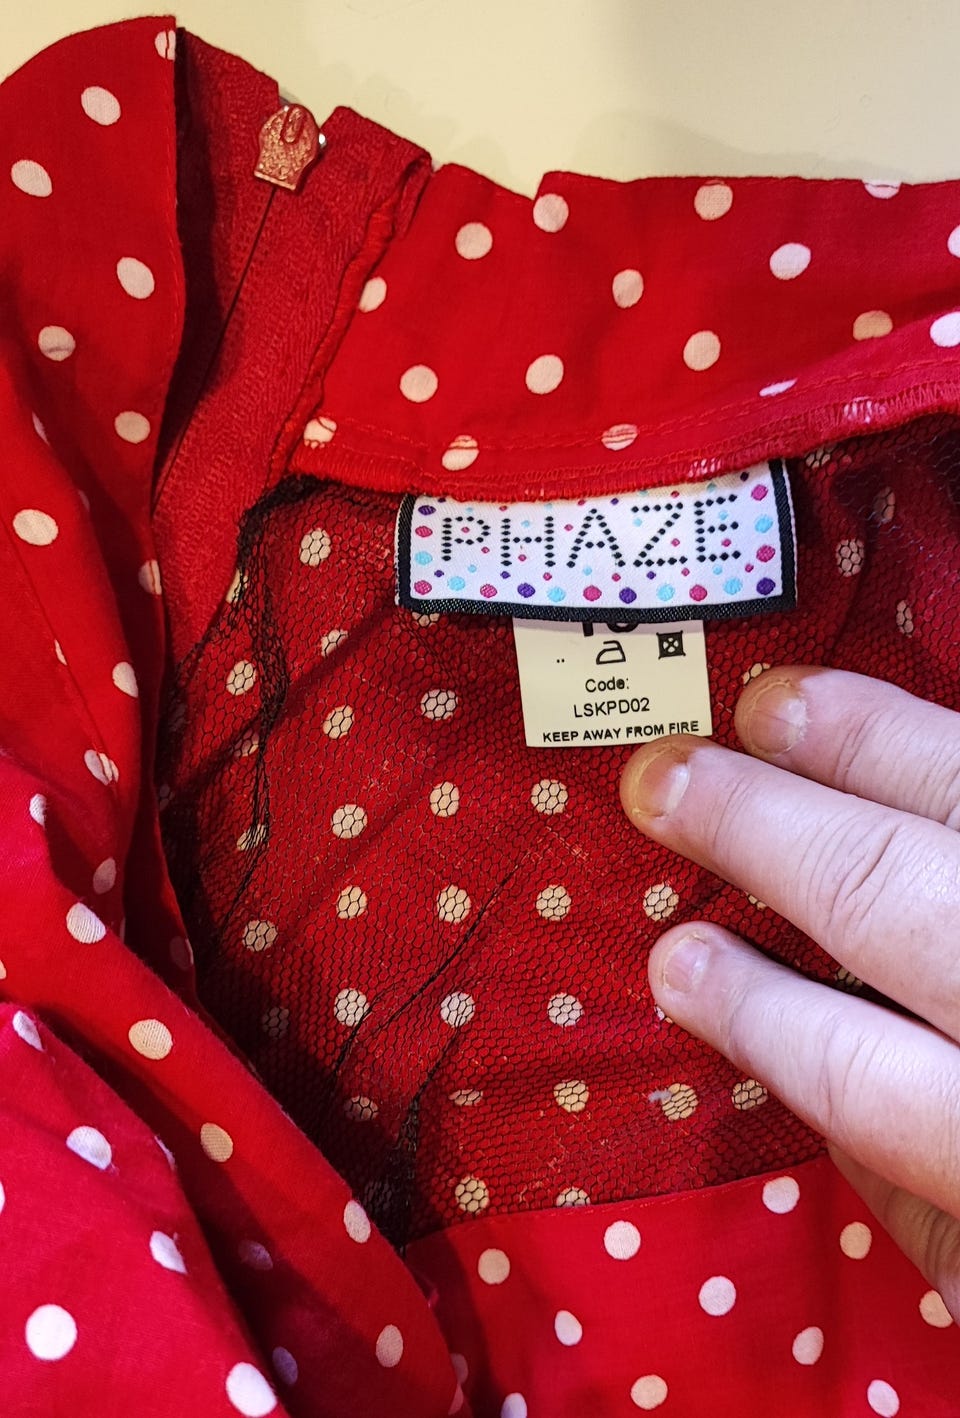 PHAZE
Code:
LSKPD02
KEEP AWAY FROM FIRE